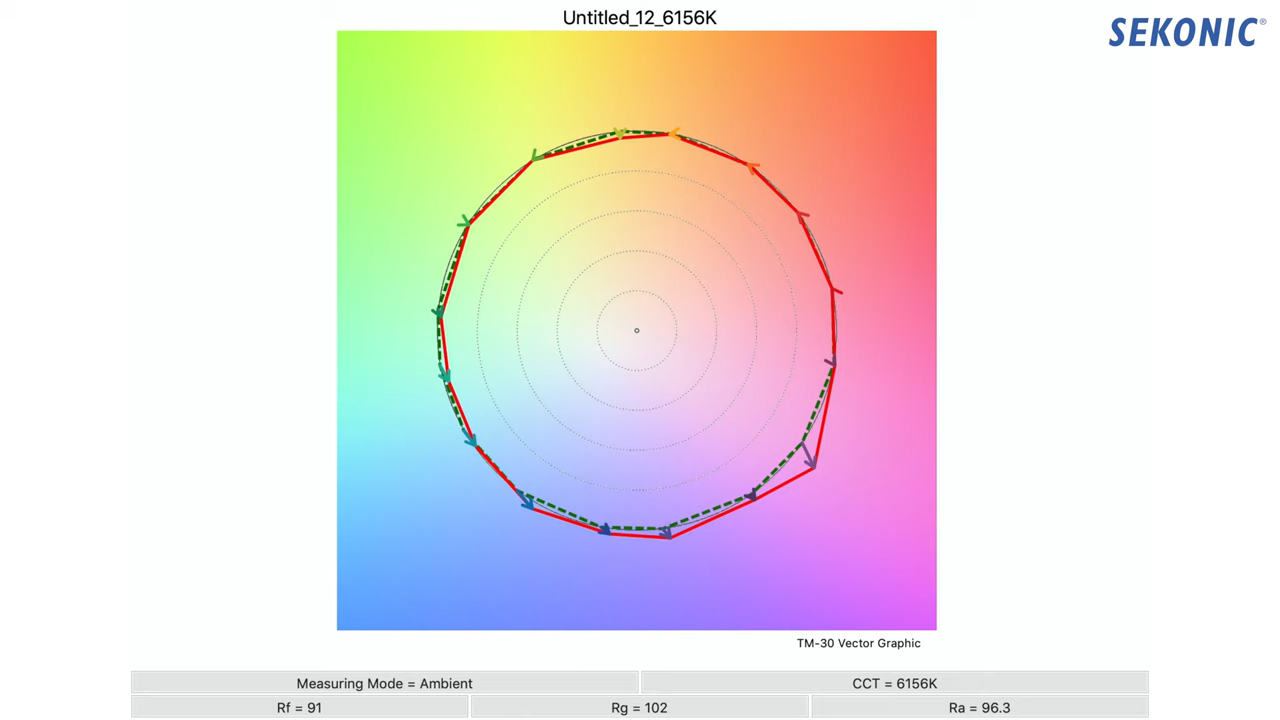 Untitled_12_6156K
SEKONIC®
TM-30 Vector Graphic
Measuring Mode = Ambient
CCT = 6156K
Rf = 91
Rg = 102
Ra = 96.3